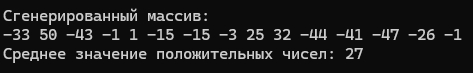 Сгенерированный массив:
-33 50 -43 -1 1 -15 -15 -3 25 32 -44 -41 -47 -26 -1
Среднее значение положительных чисел: 27